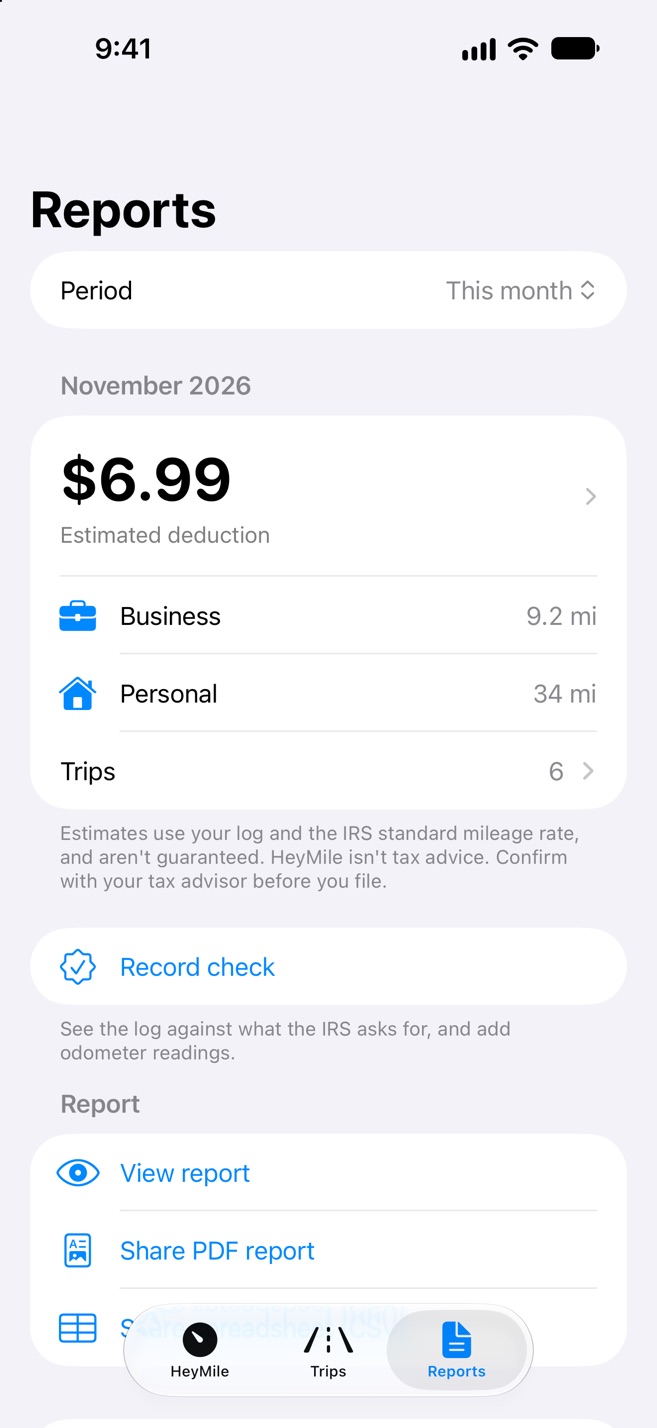 9:41
Reports
Period
This month
November 2026
$6.99
Estimated deduction
Business
9.2 mi
Personal
34 mi
Trips
6
Estimates use your log and the IRS standard mileage rate,
and aren't guaranteed. HeyMile isn't tax advice. Confirm
with your tax advisor before you file.
Record check
See the log against what the IRS asks for, and add
odometer readings.
Report
View report
Share PDF report
HeyMile
Trips
Reports